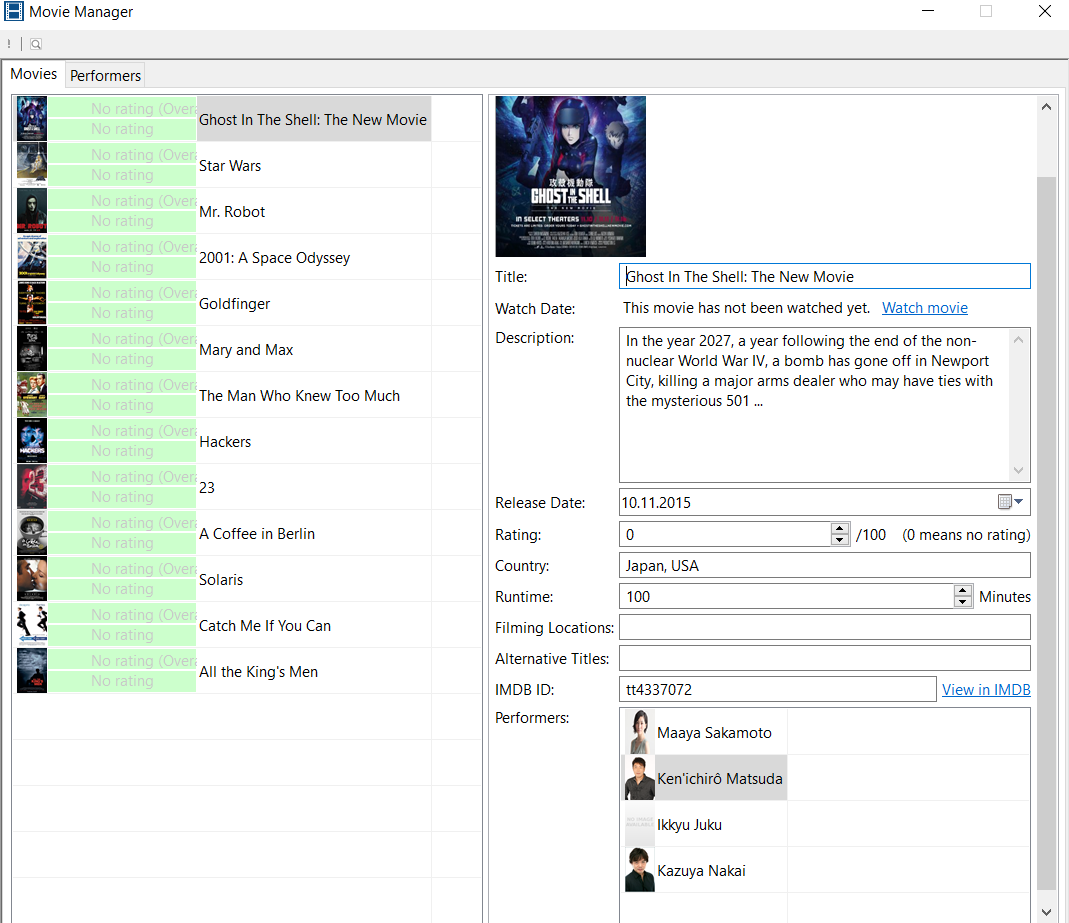 Movie Manager
Movies
Performers
No rating (Overa
No rating
Ghost In The Shell: The New Movie
No rating (Overa
No rating
Star Wars
No rating (Overa
No rating
Mr. Robot
No rating (Overa
No rating
2001: A Space Odyssey
No rating (Overa
No rating
Goldfinger
No rating (Overa
No rating
Mary and Max
No rating (Overa
No rating
The Man Who Knew Too Much
No rating (Overa
No rating
Hackers
No rating (Overa
No rating
23
No rating (Overa
No rating
A Coffee in Berlin
No rating (Overa
No rating
Solaris
No rating (Overa
No rating
Catch Me If You Can
No rating (Overa
No rating
All the King's Men
攻殻機動隊
GHOST IN THE SHELL
THE NEW MOVIE
IN SELECT THEATERS
Title: Ghost In The Shell: The New Movie
Watch Date: This movie has not been watched yet. Watch movie
Description: In the year 2027, a year following the end of the non-
nuclear World War IV, a bomb has gone off in Newport
City, killing a major arms dealer who may have ties with
the mysterious 501 ...
Release Date: 10.11.2015
Rating: 0 /100 (0 means no rating)
Country: Japan, USA
Runtime: 100 Minutes
Filming Locations:
Alternative Titles:
IMDB ID: tt4337072 View in IMDB
Performers:
Maaya Sakamoto
Ken'ichirô Matsuda
Ikkyu Juku
Kazuya Nakai